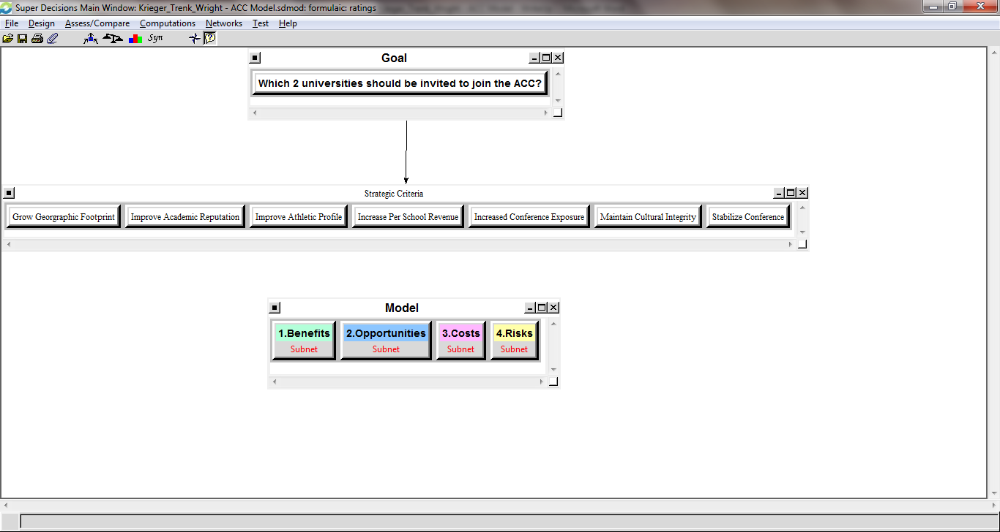 Super Decisions Main Window: Krieger_Trenk_Wright - ACC Model.sdmod: formulaic: ratings
File Design Assess/Compare Computations Networks Test Help
Syn
Goal
Which 2 universities should be invited to join the ACC?
Strategic Criteria
Grow Georgraphic Footprint Improve Academic Reputation Improve Athletic Profile Increase Per School Revenue Increased Conference Exposure Maintain Cultural Integrity Stabilize Conference
Model
1.Benefits 2.Opportunities 3.Costs 4.Risks
Subnet Subnet Subnet Subnet